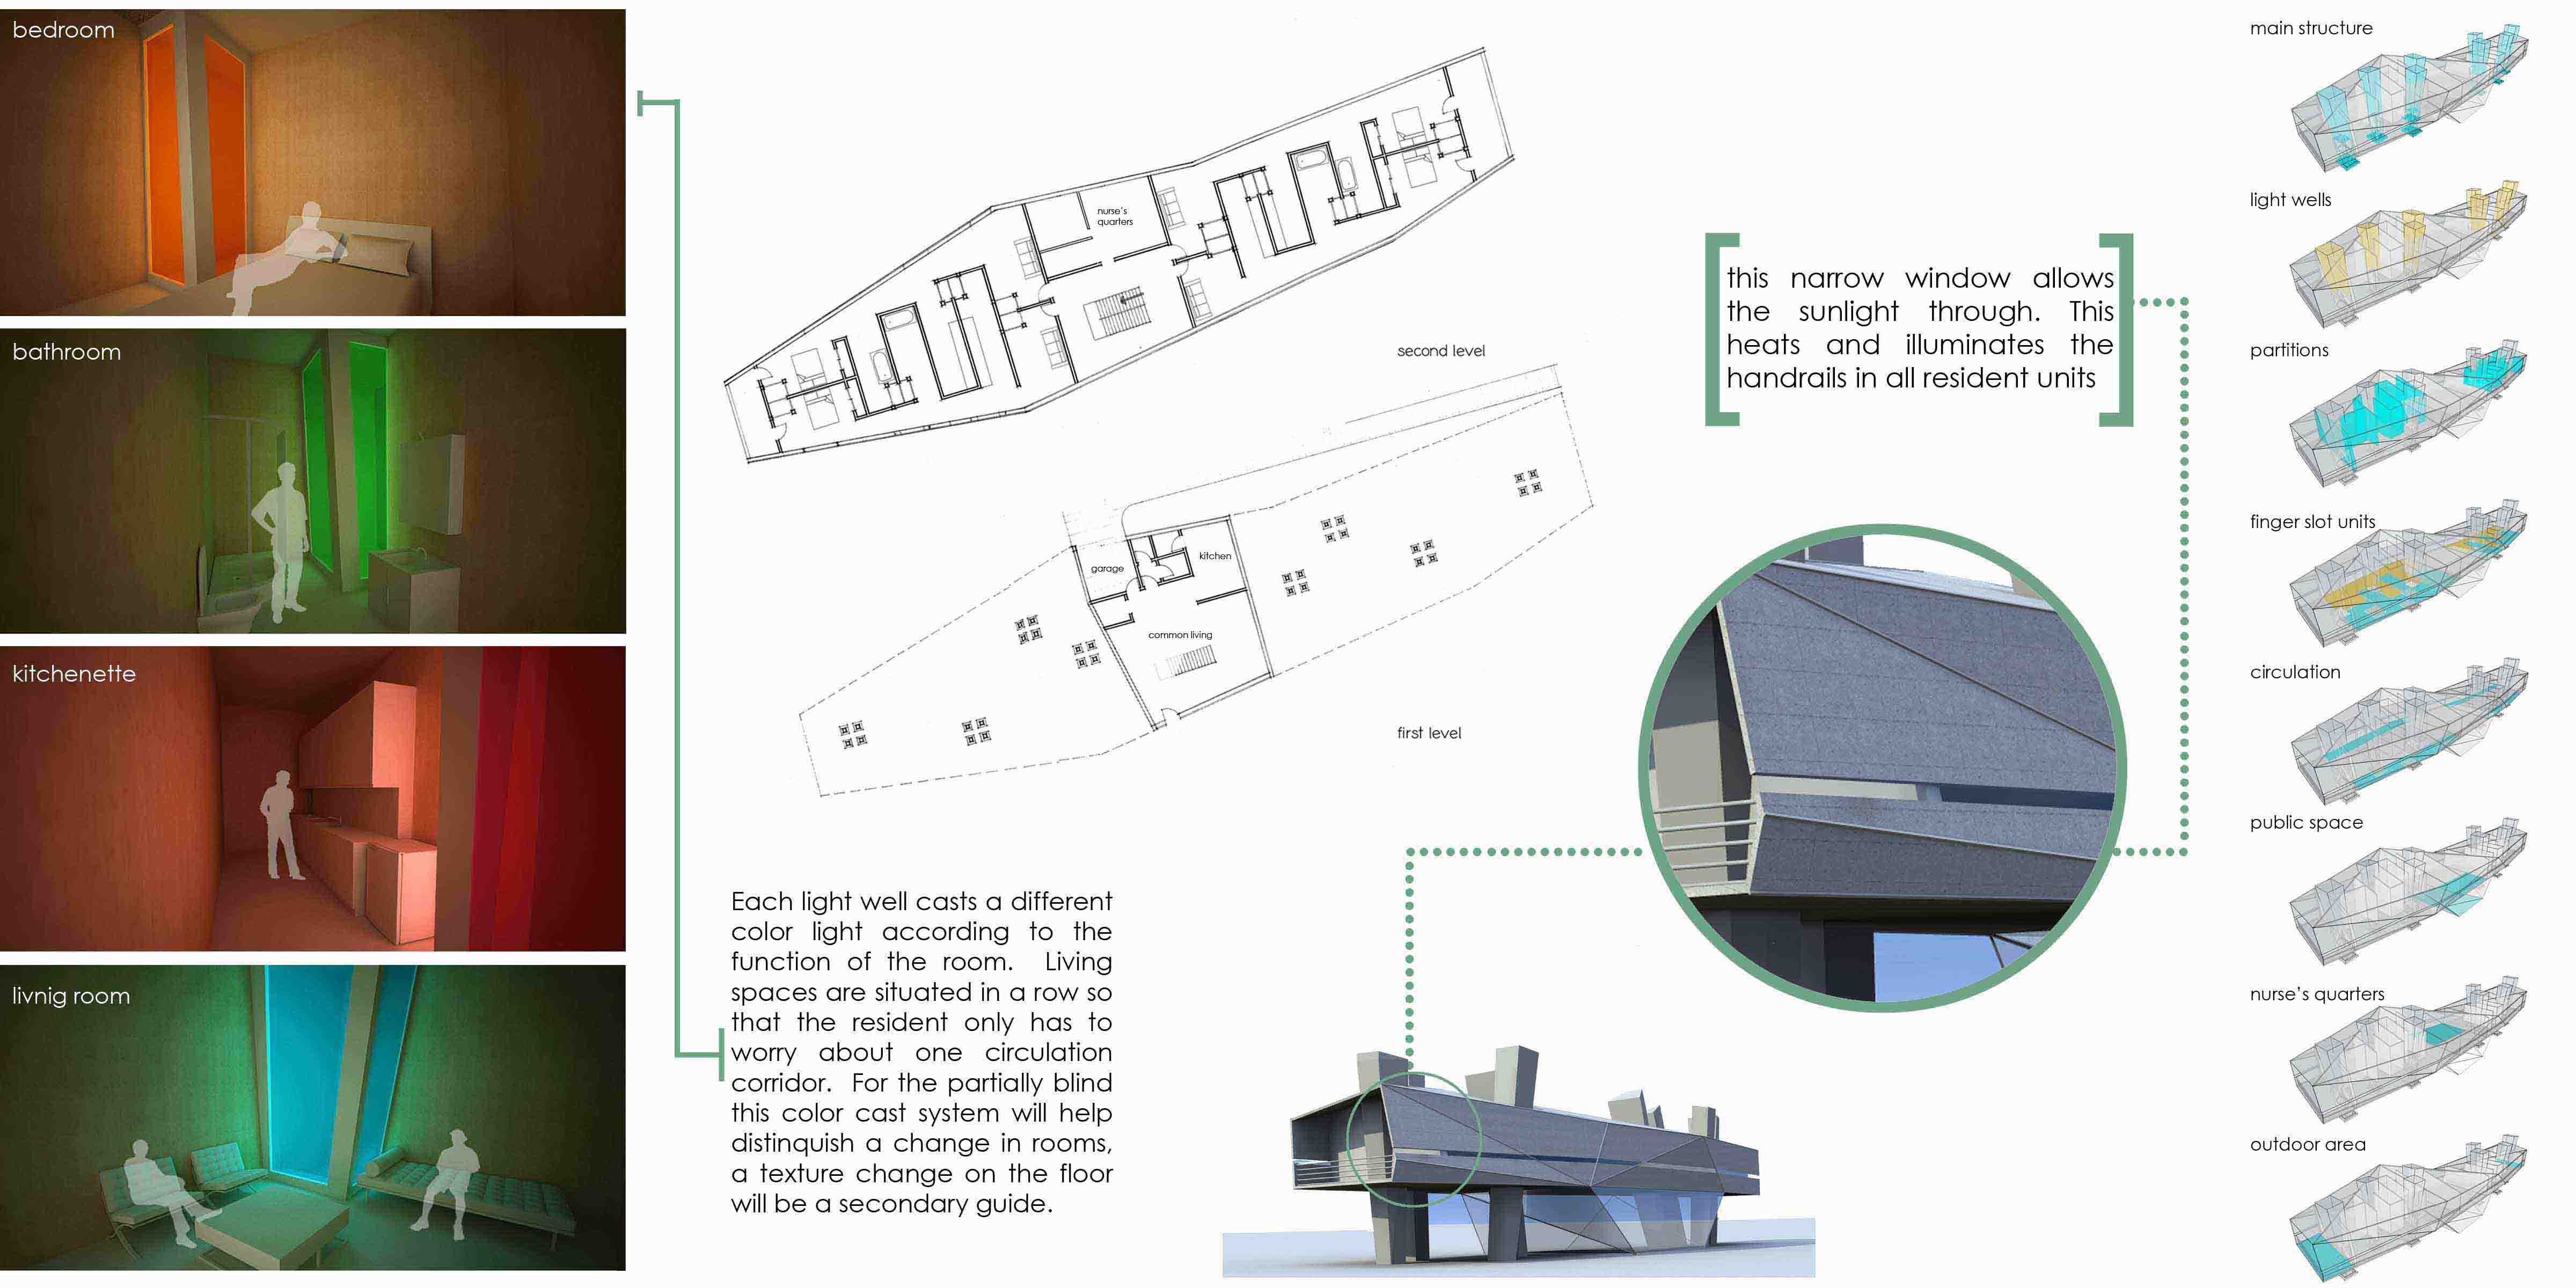 bedroom
bathroom
kitchenette
livnig room
nurse's
quarters
second level
garage
kitchen
common living
first level
Each light well casts a different
color light according to the
function of the room. Living
spaces are situated in a row so
that the resident only has to
worry about one circulation
corridor. For the partially blind
this color cast system will help
distinquish a change in rooms,
a texture change on the floor
will be a secondary guide.
this narrow window allows
the sunlight through. This
heats and illuminates the
handrails in all resident units
main structure
light wells
partitions
finger slot units
circulation
public space
nurse's quarters
outdoor area